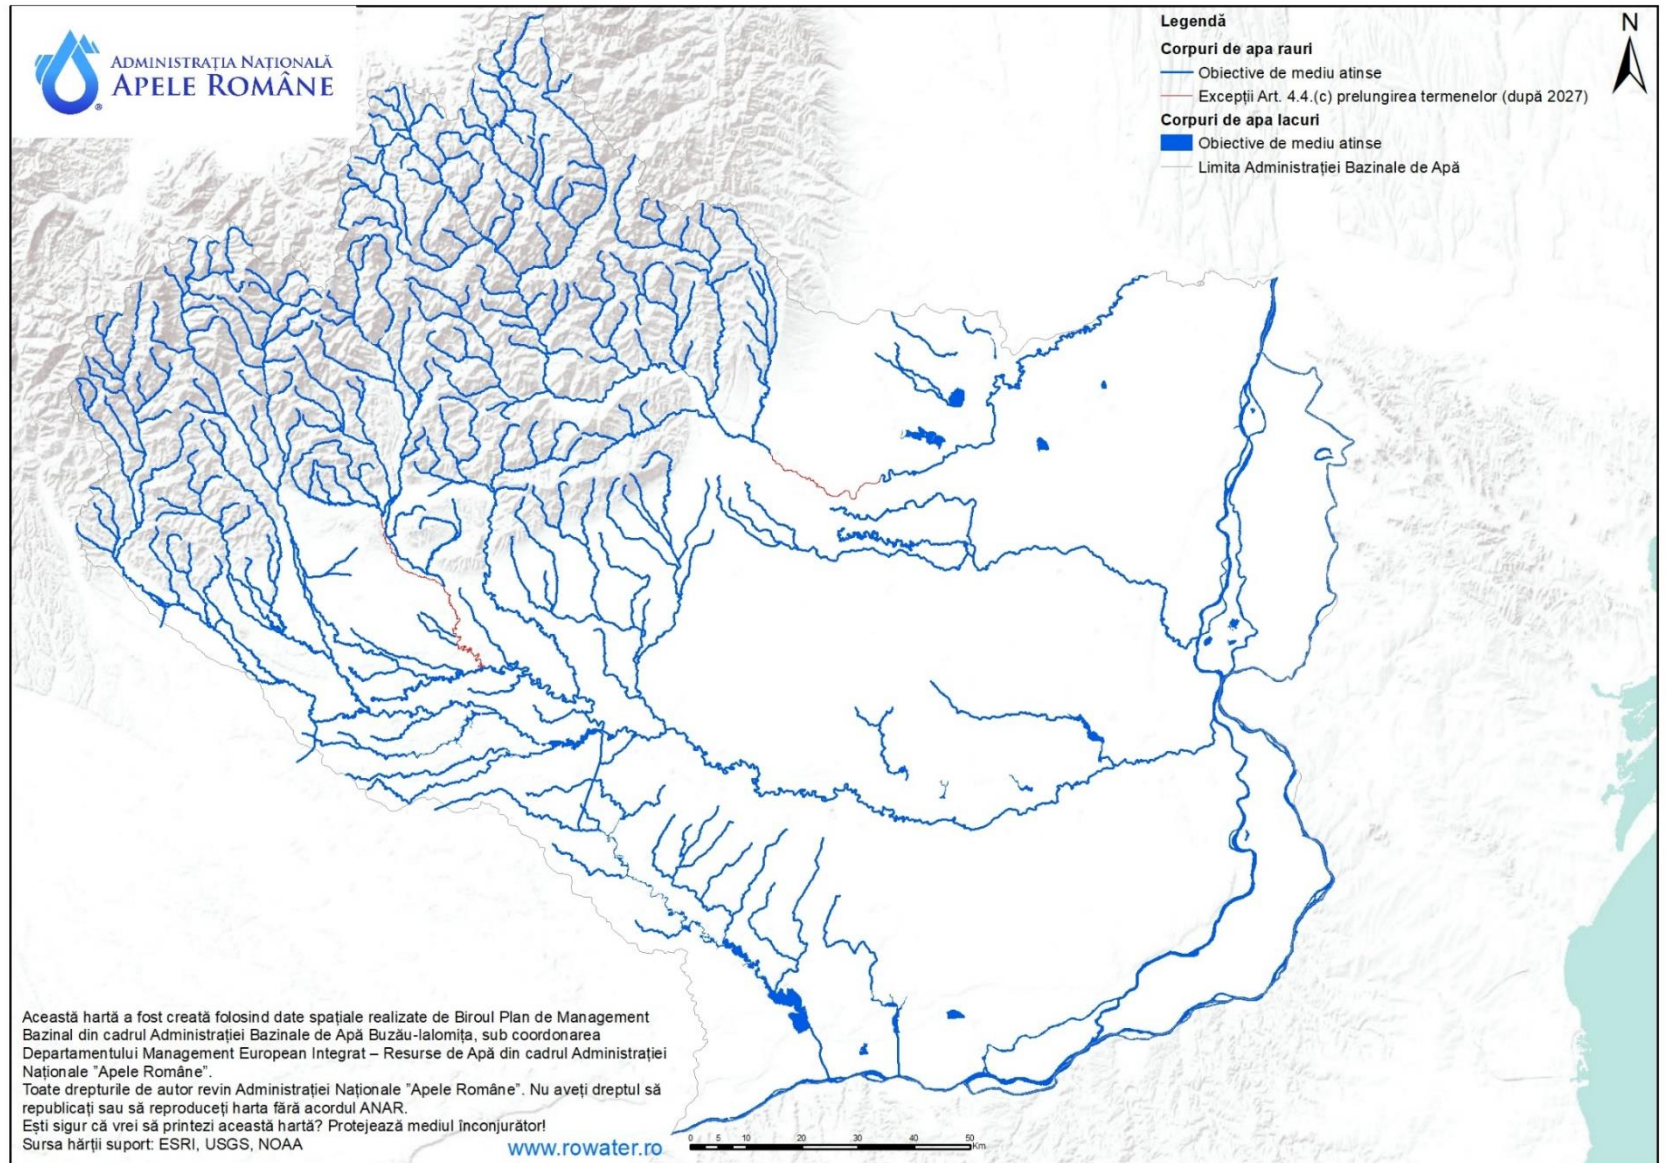 ADMINISTRAȚIA NAȚIONALĂ
APELE ROMÂNE
®
Legendă
Corpuri de apa rauri
Obiective de mediu atinse
Excepții Art. 4.4.(c) prelungirea termenelor (după 2027)
Corpuri de apa lacuri
Obiective de mediu atinse
Limita Administrației Bazinale de Apă
N
Această hartă a fost creată folosind date spațiale realizate de Biroul Plan de Management
Bazinal din cadrul Administrației Bazinale de Apă Buzău-Ialomița, sub coordonarea
Departamentului Management European Integrat – Resurse de Apă din cadrul Administrației
Naționale "Apele Române".
Toate drepturile de autor revin Administrației Naționale "Apele Române". Nu aveți dreptul să
republicați sau să reproduceți harta fără acordul ANAR.
Ești sigur că vrei să printezi această hartă? Protejează mediul înconjurător!
Sursa hărții suport: ESRI, USGS, NOAA
www.rowater.ro
0 5 10 20 30 40 50
Km